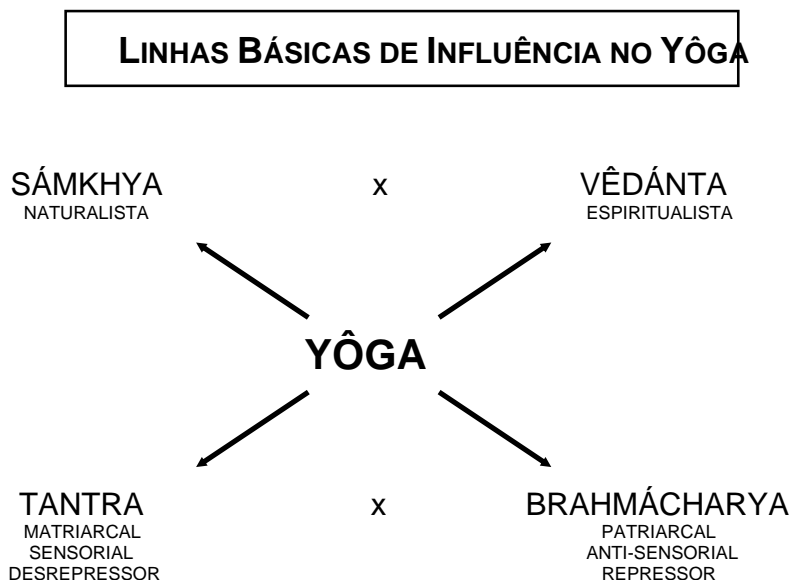 LINHAS BÁSICAS DE INFLUÊNCIA NO YÔGA
SÁMKHYA x VÊDÁNTA
NATURALISTA ESPIRITUALISTA
YÔGA
TANTRA x BRAHMÁCHARYA
MATRIARCAL PATRIARCAL
SENSORIAL ANTI-SENSORIAL
DESREPRESSOR REPRESSOR